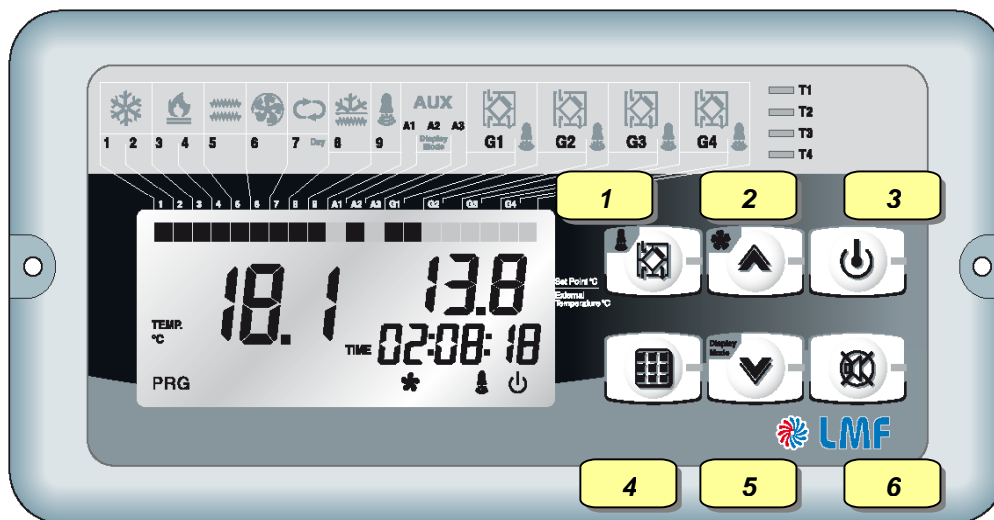 AUX
T1
A1 A2 A3
T2
1 2 3 4 5 6 7 Day 8 9
Display
Mode
G1 G2 G3 G4
T3
T4
1 2 3 4 5 6 7 8 9 A1 A2 A3 G1 G2 G3 G4
1 2 3
18.1 13.8
Set Point °C
External
Temperature °C
TEMP.
°C
TIME 02:08:18
PRG
Display
Mode
LMF
4 5 6